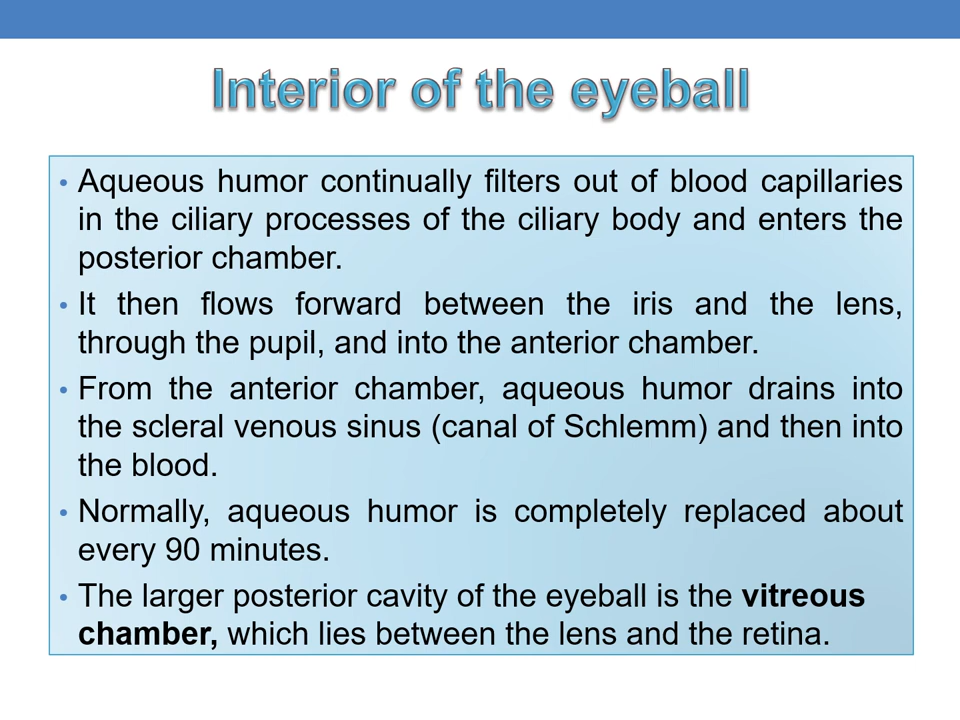 Interior of the eyeball
• Aqueous humor continually filters out of blood capillaries
in the ciliary processes of the ciliary body and enters the
posterior chamber.
• It then flows forward between the iris and the lens,
through the pupil, and into the anterior chamber.
• From the anterior chamber, aqueous humor drains into
the scleral venous sinus (canal of Schlemm) and then into
the blood.
• Normally, aqueous humor is completely replaced about
every 90 minutes.
• The larger posterior cavity of the eyeball is the vitreous
chamber, which lies between the lens and the retina.